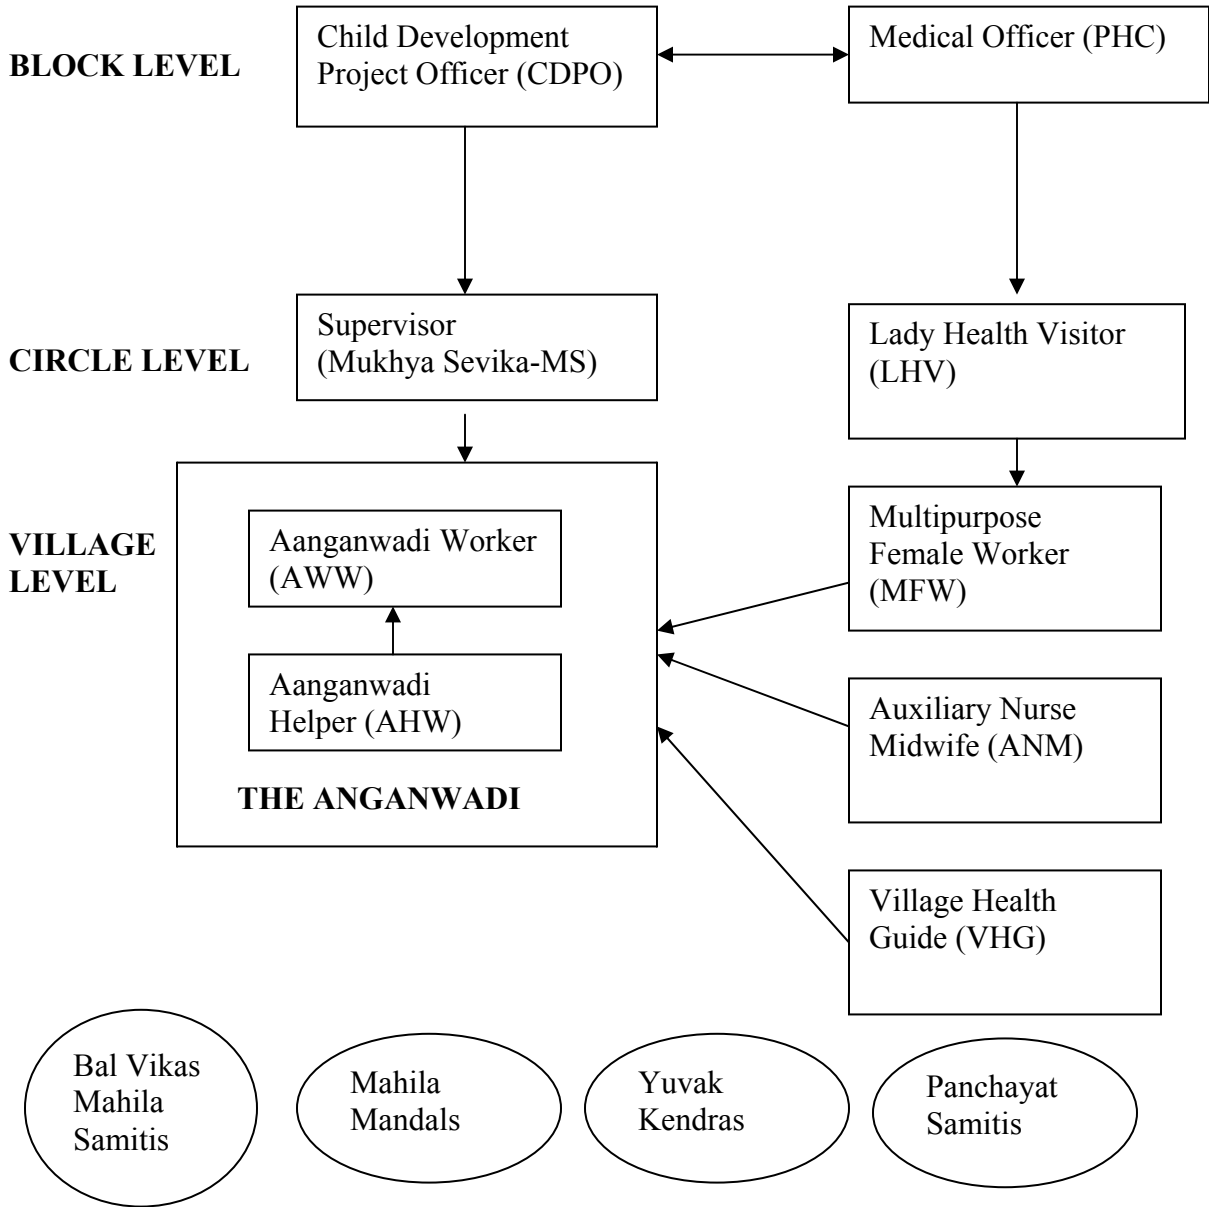 BLOCK LEVEL
Child Development
Project Officer (CDPO)
Medical Officer (PHC)
CIRCLE LEVEL
Supervisor
(Mukhya Sevika-MS)
Lady Health Visitor
(LHV)
VILLAGE
LEVEL
Aanganwadi Worker
(AWW)
Aanganwadi
Helper (AHW)
THE ANGANWADI
Multipurpose
Female Worker
(MFW)
Auxiliary Nurse
Midwife (ANM)
Village Health
Guide (VHG)
Bal Vikas
Mahila
Samitis
Mahila
Mandals
Yuvak
Kendras
Panchayat
Samitis